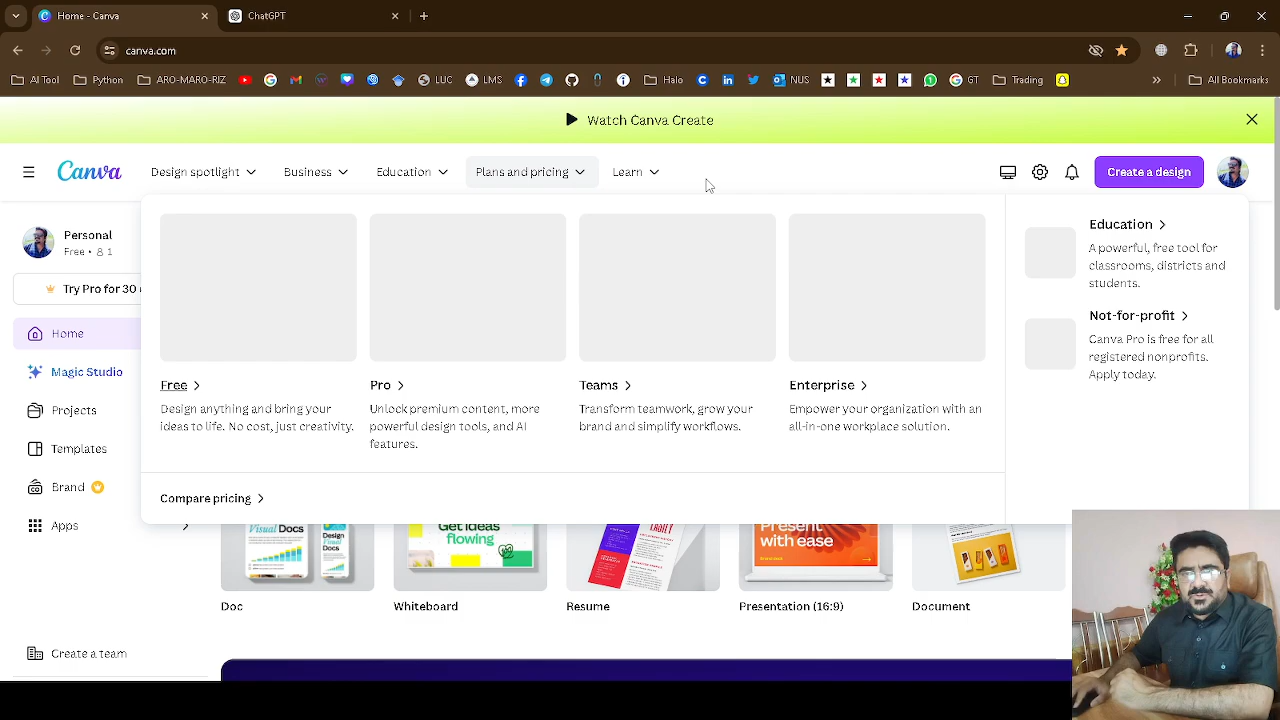 Home - Canva
ChatGPT
canva.com
AI Tool
Python
ARO-MARO-RIZ
LUC
LMS
Halo
NUS
GT
Trading
All Bookmarks
Watch Canva Create
Canva
Design spotlight
Business
Education
Plans and pricing
Learn
Create a design
Personal
Free • 1
Try Pro for 30
Home
Magic Studio
Projects
Templates
Brand
Apps
Create a team
Free
Design anything and bring your
ideas to life. No cost, just creativity.
Pro
Unlock premium content, more
powerful design tools, and AI
features.
Teams
Transform teamwork, grow your
brand and simplify workflows.
Enterprise
Empower your organization with an
all-in-one workplace solution.
Compare pricing
Education
A powerful, free tool for
classrooms, districts and
students.
Not-for-profit
Canva Pro is free for all
registered nonprofits.
Apply today.
Visual Docs
Design
Visual
Docs
Get ideas
flowing
Present
with ease
Doc
Whiteboard
Resume
Presentation (16:9)
Document